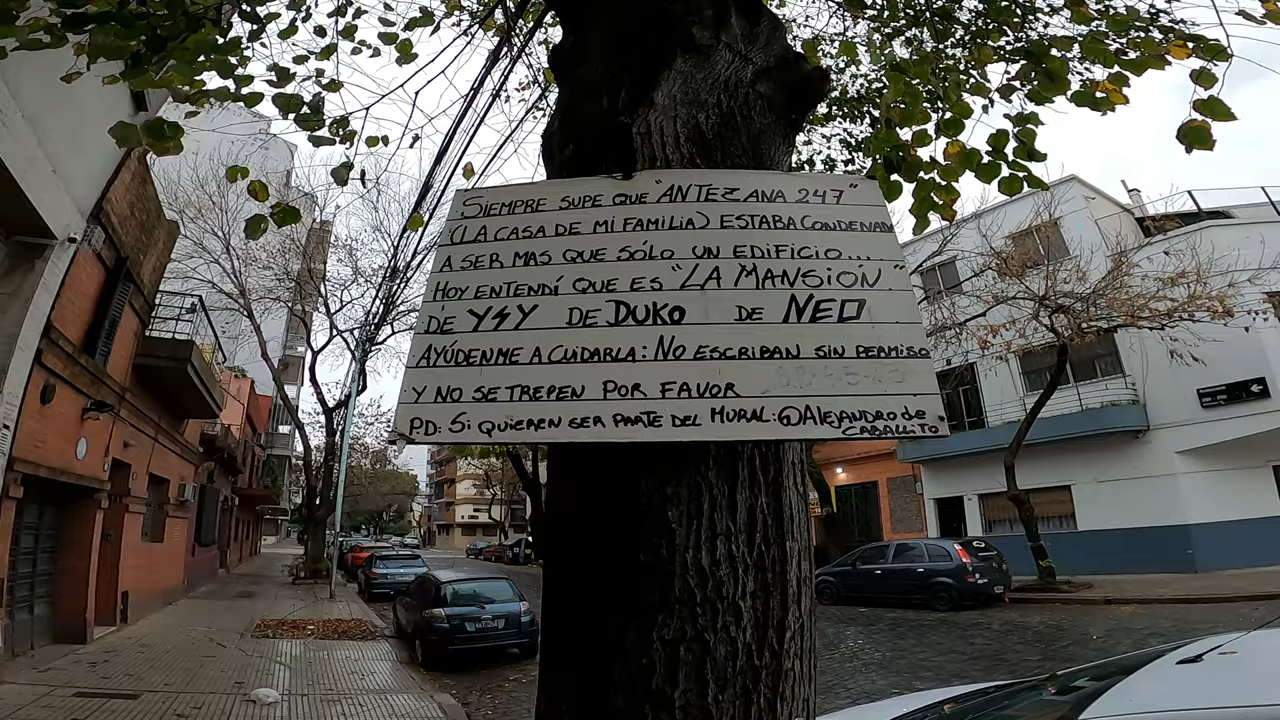 SIEMPRE SUPE QUE "ANTEZANA 247"
(LA CASA DE MI FAMILIA) ESTABA CONDENADA
A SER MAS QUE SÓLO UN EDIFICIO...
HOY ENTENDÍ QUE ES "LA MANSIÓN"
DE YSY DE DUKO DE NEO
AYÚDENME A CUIDARLA: NO ESCRIBAN SIN PERMISO
Y NO SE TREPEN POR FAVOR
PD: Si QUIEREN SER PARTE DEL MURAL: @ALEJANDRO de
CABALLITO